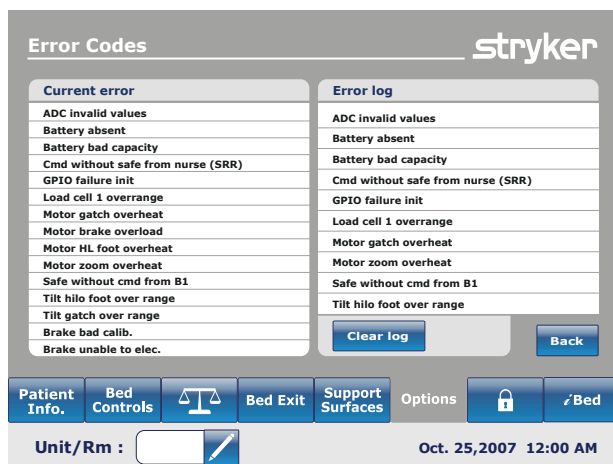 Error Codes
stryker
Current error
ADC invalid values
Battery absent
Battery bad capacity
Cmd without safe from nurse (SRR)
GPIO failure init
Load cell 1 overrange
Motor gatch overheat
Motor brake overload
Motor HL foot overheat
Motor zoom overheat
Safe without cmd from B1
Tilt hilo foot over range
Tilt gatch over range
Brake bad calib.
Brake unable to elec.
Error log
ADC invalid values
Battery absent
Battery bad capacity
Cmd without safe from nurse (SRR)
GPIO failure init
Load cell 1 overrange
Motor gatch overheat
Motor zoom overheat
Safe without cmd from B1
Tilt hilo foot over range
Clear log
Back
Patient
Info.
Bed
Controls
Bed Exit
Support
Surfaces
Options
iBed
Unit/Rm :
Oct. 25,2007 12:00 AM